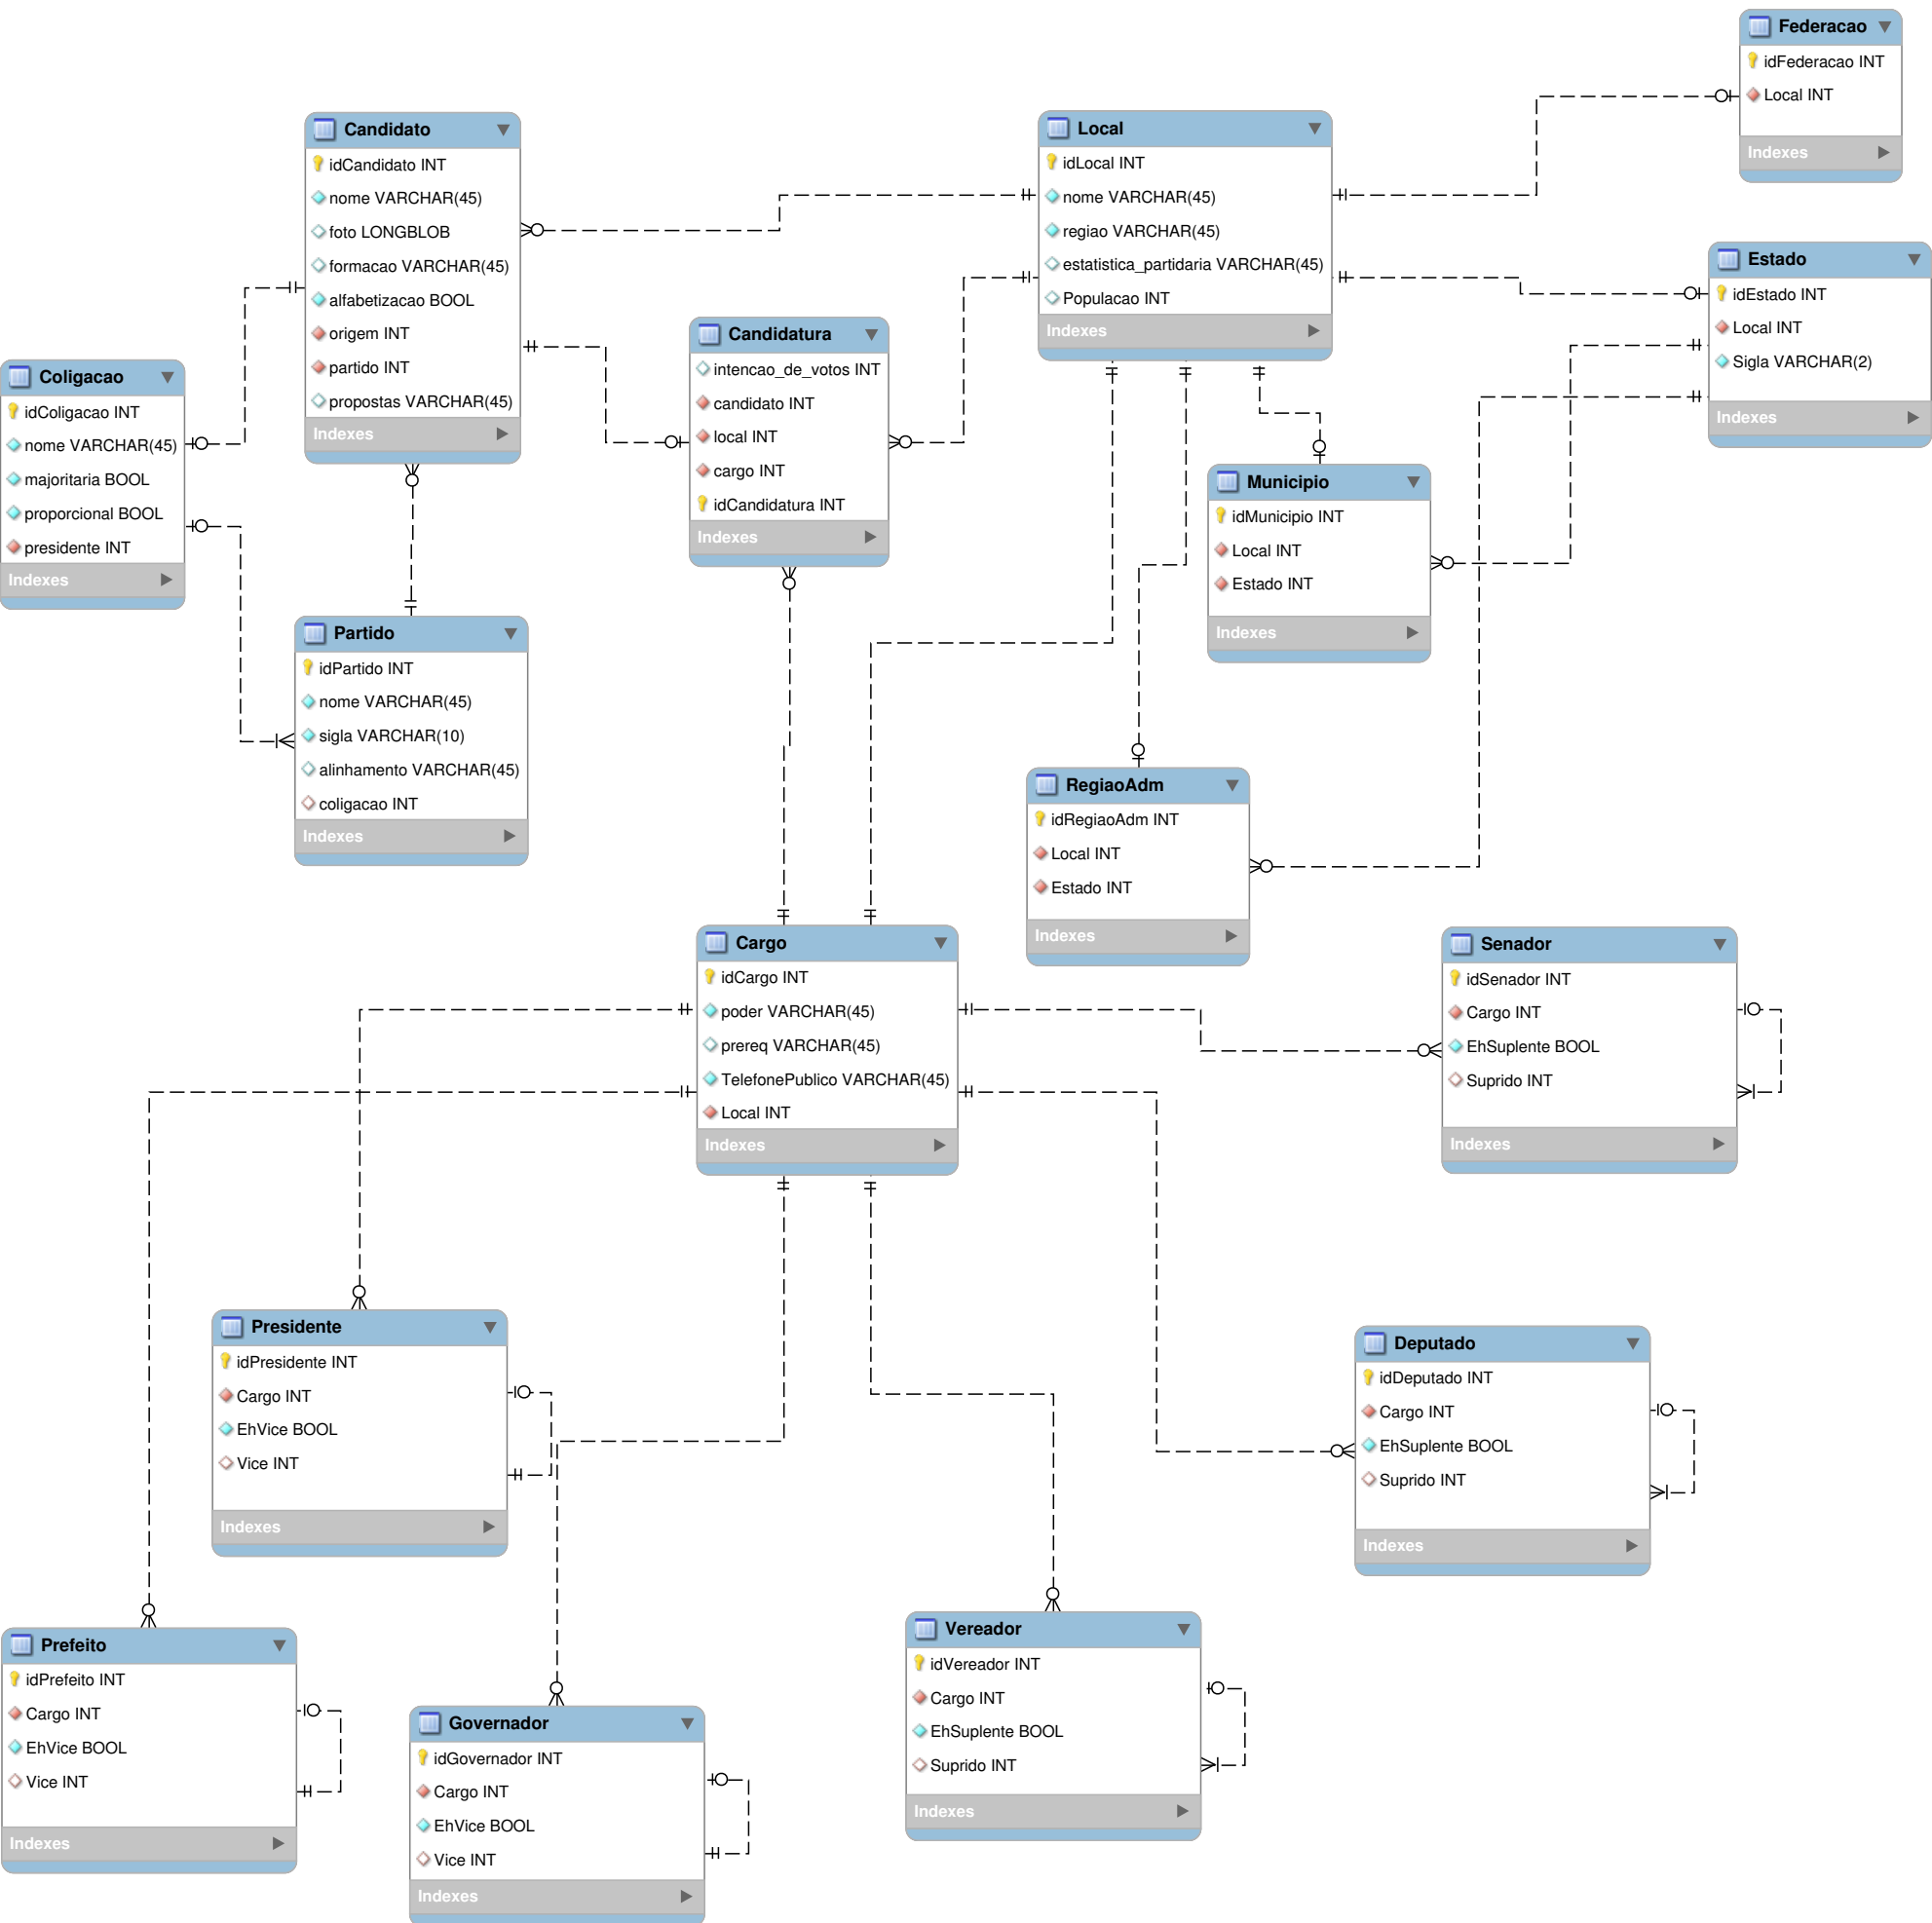 Federacao
idFederacao INT
Local INT
Indexes
Candidato
idCandidato INT
nome VARCHAR(45)
foto LONGBLOB
formacao VARCHAR(45)
alfabetizacao BOOL
origem INT
partido INT
propostas VARCHAR(45)
Indexes
Local
idLocal INT
nome VARCHAR(45)
regiao VARCHAR(45)
estatistica_partidaria VARCHAR(45)
Populacao INT
Indexes
Estado
idEstado INT
Local INT
Sigla VARCHAR(2)
Indexes
Candidatura
intencao_de_votos INT
candidato INT
local INT
cargo INT
idCandidatura INT
Indexes
Coligacao
idColigacao INT
nome VARCHAR(45)
majoritaria BOOL
proporcional BOOL
presidente INT
Indexes
Municipio
idMunicipio INT
Local INT
Estado INT
Indexes
Partido
idPartido INT
nome VARCHAR(45)
sigla VARCHAR(10)
alinhamento VARCHAR(45)
coligacao INT
Indexes
RegiaoAdm
idRegiaoAdm INT
Local INT
Estado INT
Indexes
Cargo
idCargo INT
poder VARCHAR(45)
prereq VARCHAR(45)
TelefonePublico VARCHAR(45)
Local INT
Indexes
Senador
idSenador INT
Cargo INT
EhSuplente BOOL
Suprido INT
Indexes
Presidente
idPresidente INT
Cargo INT
EhVice BOOL
Vice INT
Indexes
Deputado
idDeputado INT
Cargo INT
EhSuplente BOOL
Suprido INT
Indexes
Prefeito
idPrefeito INT
Cargo INT
EhVice BOOL
Vice INT
Indexes
Governador
idGovernador INT
Cargo INT
EhVice BOOL
Vice INT
Indexes
Vereador
idVereador INT
Cargo INT
EhSuplente BOOL
Suprido INT
Indexes